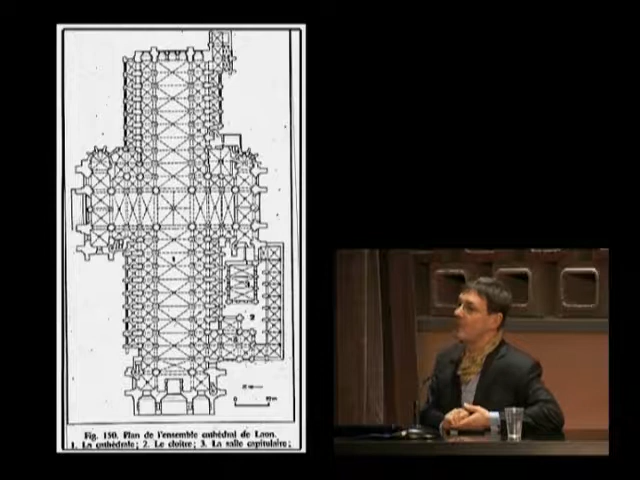 Fig. 150. Plan de l'ensemble cathédral de Laon.
1. La cathédrale; 2. Le cloître; 3. La salle capitulaire;